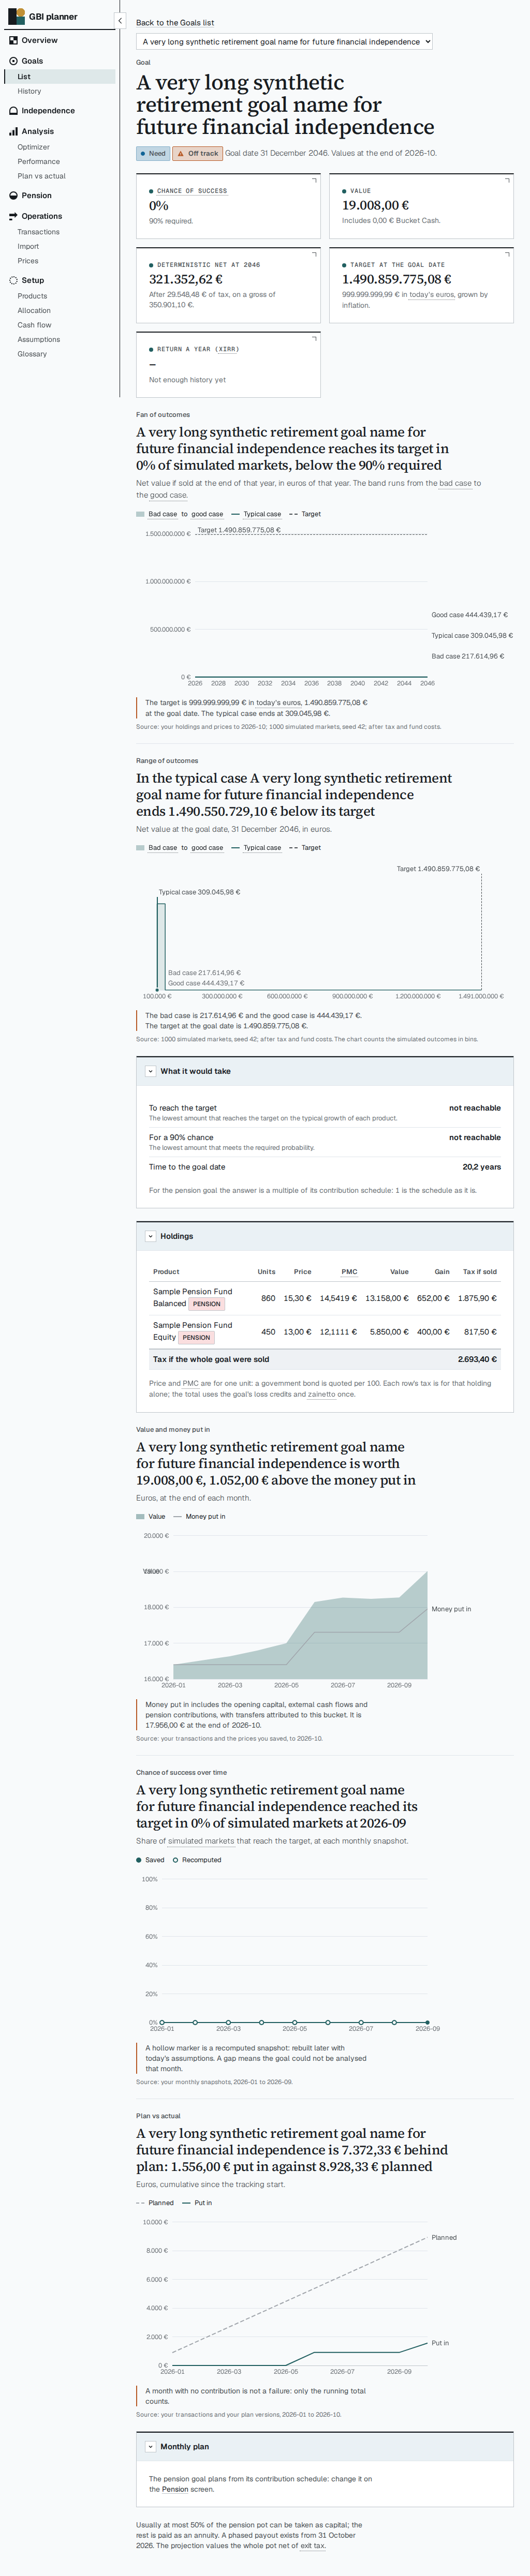 GBI planner
Overview
Goals
List
History
Independence
Analysis
Optimizer
Performance
Plan vs actual
Pension
Operations
Transactions
Import
Prices
Setup
Products
Allocation
Cash flow
Assumptions
Glossary
Back to the Goals list
A very long synthetic retirement goal name for future financial independence
Goal
A very long synthetic
retirement goal name for
future financial independence
Need Off track Goal date 31 December 2046. Values at the end of 2026-10.
CHANCE OF SUCCESS
0%
90% required.
VALUE
19.008,00 €
Includes 0,00 € Bucket Cash.
DETERMINISTIC NET AT 2046
321.352,62 €
After 29.548,48 € of tax, on a gross of
350.901,10 €.
TARGET AT THE GOAL DATE
1.490.859.775,08 €
999.999.999,99 € in today's euros, grown by
inflation.
RETURN A YEAR (XIRR)
–
Not enough history yet
Fan of outcomes
A very long synthetic retirement goal name for
future financial independence reaches its target in
0% of simulated markets, below the 90% required
Net value if sold at the end of that year, in euros of that year. The band runs from the bad case to
the good case.
Bad case to good case Typical case Target
Target 1.490.859.775,08 €
1.500.000.000 €
1.000.000.000 €
500.000.000 €
0 €
Good case 444.439,17 €
Typical case 309.045,98 €
Bad case 217.614,96 €
2026 2028 2030 2032 2034 2036 2038 2040 2042 2044 2046
The target is 999.999.999,99 € in today's euros, 1.490.859.775,08 €
at the goal date. The typical case ends at 309.045,98 €.
Source: your holdings and prices to 2026-10; 1000 simulated markets, seed 42; after tax and fund costs.
Range of outcomes
In the typical case A very long synthetic retirement
goal name for future financial independence
ends 1.490.550.729,10 € below its target
Net value at the goal date, 31 December 2046, in euros.
Bad case to good case Typical case Target
Target 1.490.859.775,08 €
Typical case 309.045,98 €
Bad case 217.614,96 €
Good case 444.439,17 €
100.000 € 300.000.000 € 600.000.000 € 900.000.000 € 1.200.000.000 € 1.491.000.000 €
The bad case is 217.614,96 € and the good case is 444.439,17 €.
The target at the goal date is 1.490.859.775,08 €.
Source: 1000 simulated markets, seed 42; after tax and fund costs. The chart counts the simulated outcomes in bins.
What it would take
To reach the target not reachable
The lowest amount that reaches the target on the typical growth of each product.
For a 90% chance not reachable
The lowest amount that meets the required probability.
Time to the goal date 20,2 years
For the pension goal the answer is a multiple of its contribution schedule: 1 is the schedule as it is.
Holdings
Product Units Price PMC Value Gain Tax if sold
Sample Pension Fund
Balanced PENSION 860 15,30 € 14,5419 € 13.158,00 € 652,00 € 1.875,90 €
Sample Pension Fund
Equity PENSION 450 13,00 € 12,1111 € 5.850,00 € 400,00 € 817,50 €
Tax if the whole goal were sold 2.693,40 €
Price and PMC are for one unit: a government bond is quoted per 100. Each row's tax is for that holding
alone; the total uses the goal's loss credits and zainetto once.
Value and money put in
A very long synthetic retirement goal name
for future financial independence is worth
19.008,00 €, 1.052,00 € above the money put in
Euros, at the end of each month.
Value Money put in
20.000 €
Value
18.000 €
17.000 €
16.000 €
Money put in
2026-01 2026-03 2026-05 2026-07 2026-09
Money put in includes the opening capital, external cash flows and
pension contributions, with transfers attributed to this bucket. It is
17.956,00 € at the end of 2026-10.
Source: your transactions and the prices you saved, to 2026-10.
Chance of success over time
A very long synthetic retirement goal name
for future financial independence reached its
target in 0% of simulated markets at 2026-09
Share of simulated markets that reach the target, at each monthly snapshot.
Saved Recomputed
100%
80%
60%
40%
20%
0%
2026-01 2026-03 2026-05 2026-07 2026-09
A hollow marker is a recomputed snapshot: rebuilt later with
today's assumptions. A gap means the goal could not be analysed
that month.
Source: your monthly snapshots, 2026-01 to 2026-09.
Plan vs actual
A very long synthetic retirement goal name for
future financial independence is 7.372,33 € behind
plan: 1.556,00 € put in against 8.928,33 € planned
Euros, cumulative since the tracking start.
Planned Put in
10.000 €
8.000 €
6.000 €
4.000 €
2.000 €
0 €
Planned
Put in
2026-01 2026-03 2026-05 2026-07 2026-09
A month with no contribution is not a failure: only the running total
counts.
Source: your transactions and your plan versions, 2026-01 to 2026-10.
Monthly plan
The pension goal plans from its contribution schedule: change it on
the Pension screen.
Usually at most 50% of the pension pot can be taken as capital; the
rest is paid as an annuity. A phased payout exists from 31 October
2026. The projection values the whole pot net of exit tax.